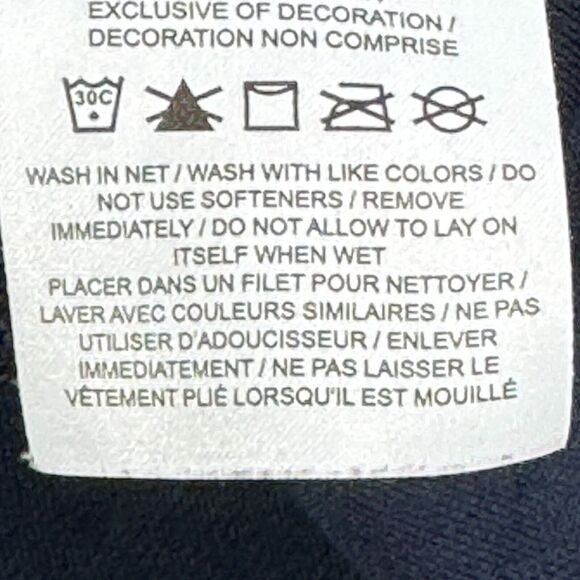 EXCLUSIVE OF DECORATION /
DECORATION NON COMPRISE
30C
WASH IN NET / WASH WITH LIKE COLORS / DO
NOT USE SOFTENERS / REMOVE
IMMEDIATELY / DO NOT ALLOW TO LAY ON
ITSELF WHEN WET
PLACER DANS UN FILET POUR NETTOYER /
LAVER AVEC COULEURS SIMILAIRES / NE PAS
UTILISER D'ADOUCISSEUR / ENLEVER
IMMEDIATEMENT / NE PAS LAISSER LE
VÊTEMENT PLIÉ LORSQU'IL EST MOUILLÉ